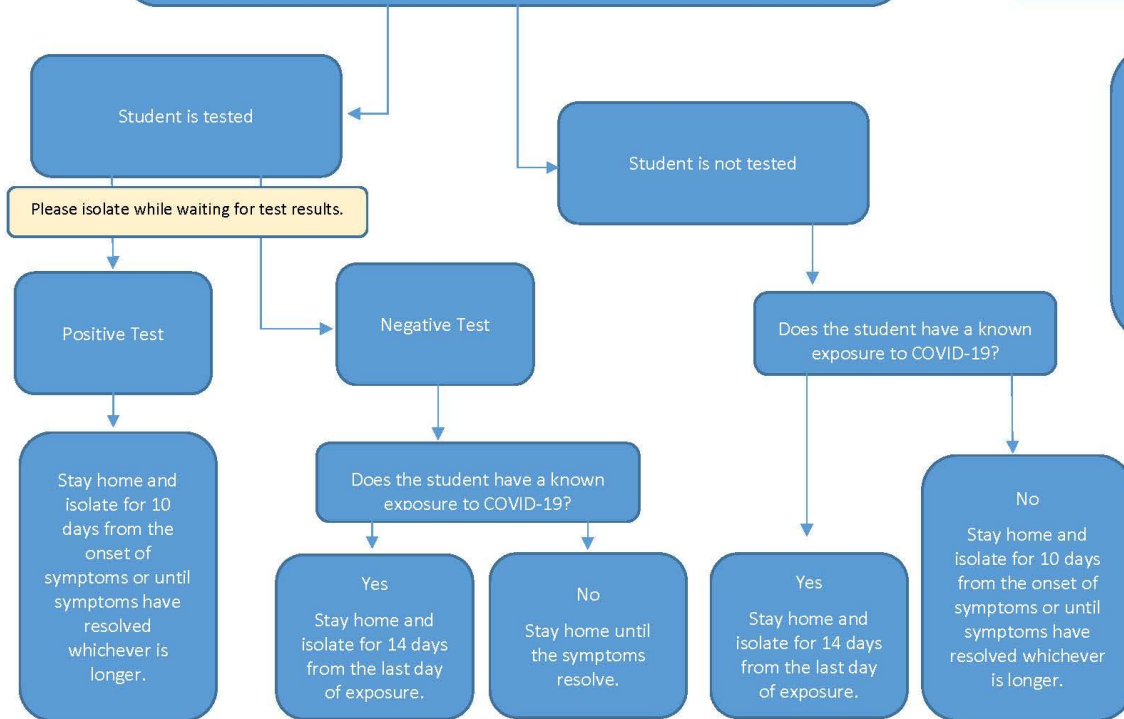 Student is tested
Student is not tested
Please isolate while waiting for test results.
Positive Test
Negative Test
Does the student have a known
exposure to COVID-19?
Stay home and
isolate for 10
days from the
onset of
symptoms or until
symptoms have
resolved
whichever is
longer.
Does the student have a known
exposure to COVID-19?
Yes
Stay home and
isolate for 14 days
from the last day
of exposure.
No
Stay home until
the symptoms
resolve.
Yes
Stay home and
isolate for 14 days
from the last day
of exposure.
No
Stay home and
isolate for 10 days
from the onset of
symptoms or until
symptoms have
resolved whichever
is longer.